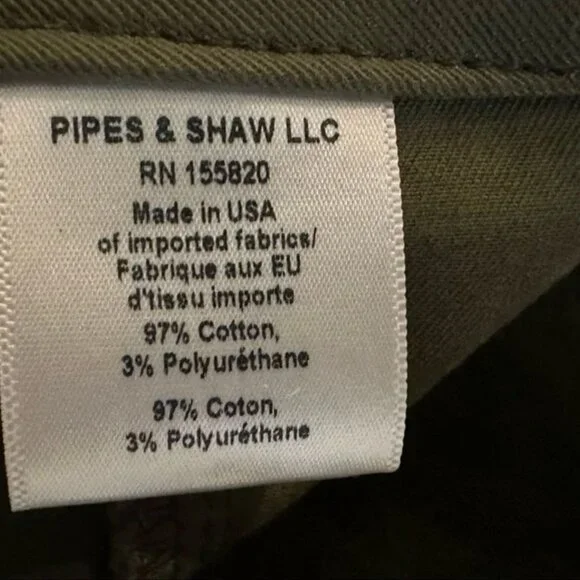 PIPES & SHAW LLC
RN 155820
Made in USA
of imported fabrics/
Fabrique aux EU
d'tissu importe
97% Cotton,
3% Polyuréthane
97% Coton,
3% Polyuréthane